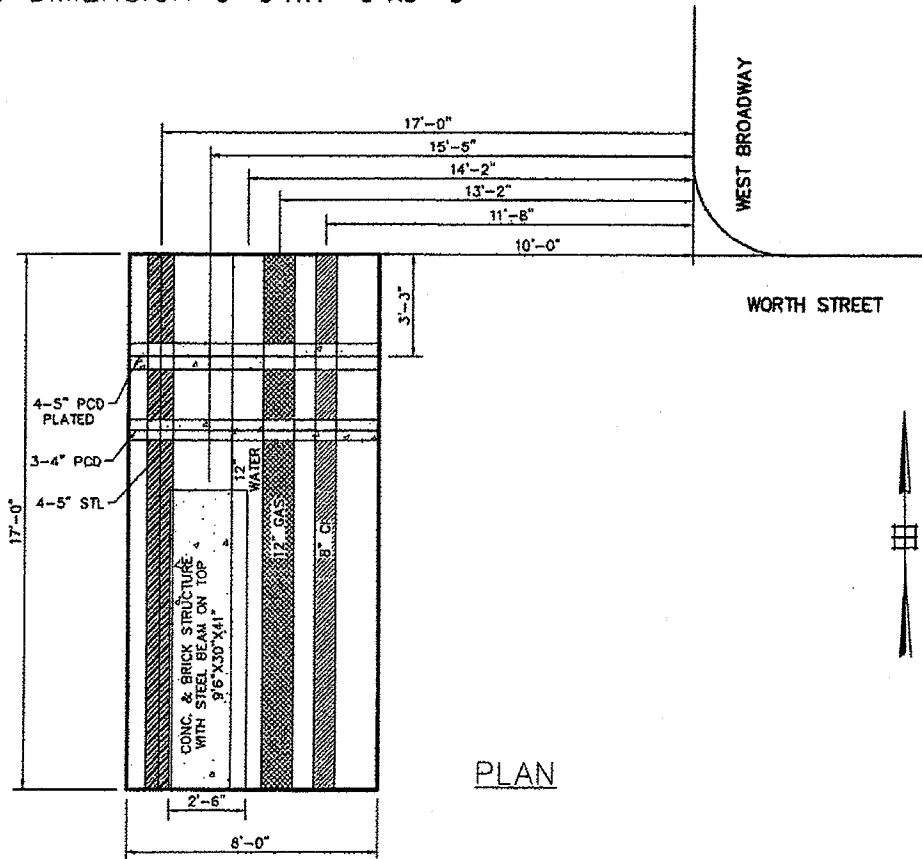 17'-0"
15'-5"
14'-2"
13'-2"
11'-8"
10'-0"
WEST BROADWAY
WORTH STREET
3'-3"
4-5" PCD
PLATED
3-4" PCD
4-5" STL
12"
WATER
12" GAS
8"
CONC. & BRICK STRUCTURE
WITH STEEL BEAM ON TOP
9'6"X30"X41"
17'-0"
2'-6"
8'-0"
PLAN